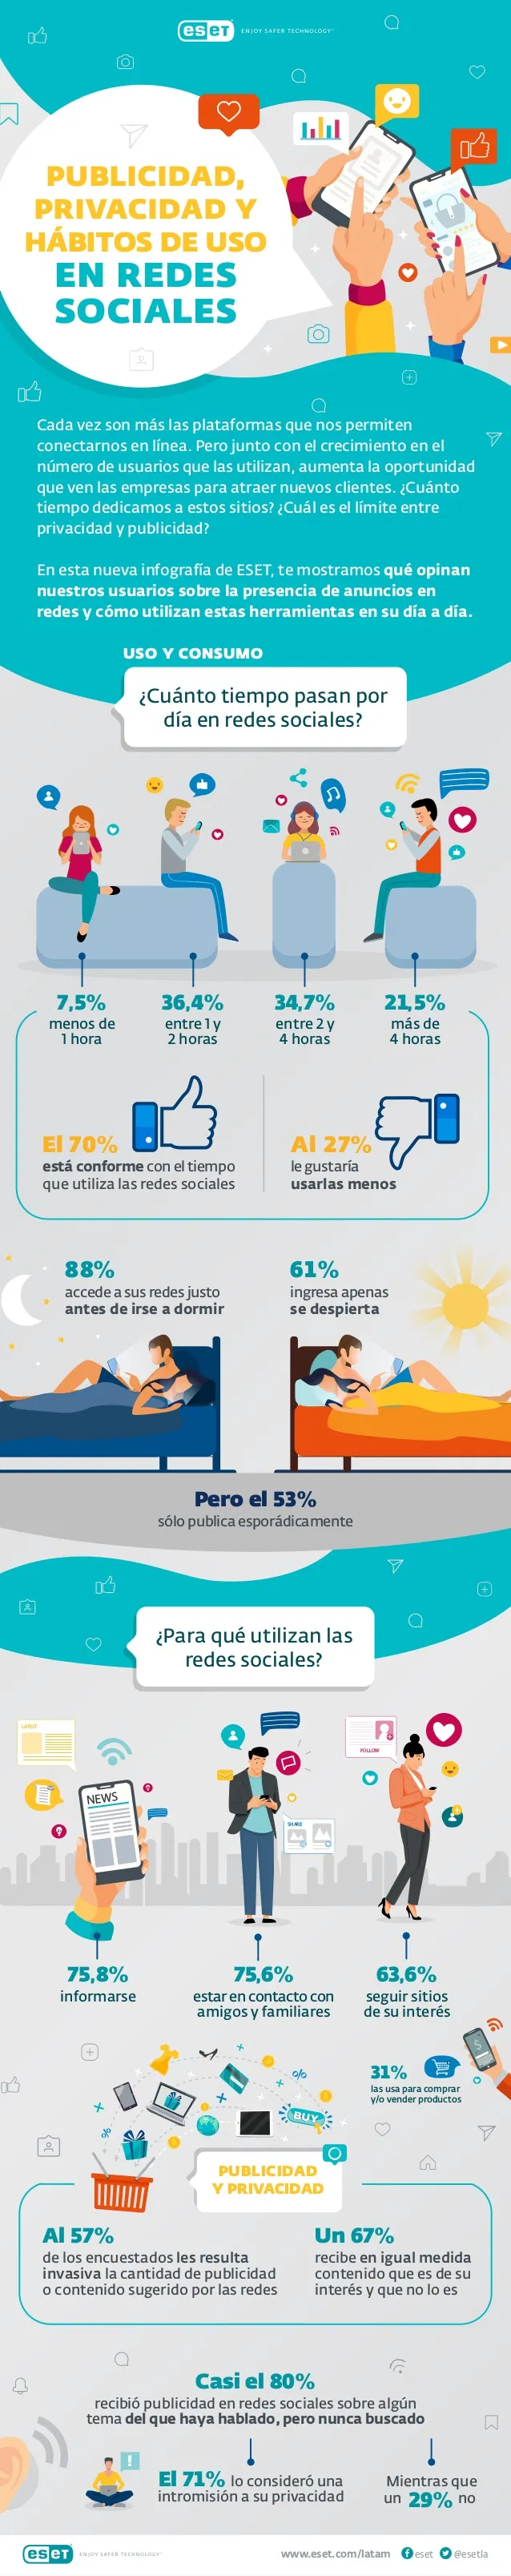 eset ENJOY SAFER TECHNOLOGY™
PUBLICIDAD,
PRIVACIDAD Y
HÁBITOS DE USO
EN REDES
SOCIALES
Cada vez son más las plataformas que nos permiten
conectarnos en línea. Pero junto con el crecimiento en el
número de usuarios que las utilizan, aumenta la oportunidad
que ven las empresas para atraer nuevos clientes. ¿Cuánto
tiempo dedicamos a estos sitios? ¿Cuál es el límite entre
privacidad y publicidad?
En esta nueva infografía de ESET, te mostramos qué opinan
nuestros usuarios sobre la presencia de anuncios en
redes y cómo utilizan estas herramientas en su día a día.
USO Y CONSUMO
¿Cuánto tiempo pasan por
día en redes sociales?
7,5%
menos de
1 hora
36,4%
entre 1 y
2 horas
34,7%
entre 2 y
4 horas
21,5%
más de
4 horas
El 70%
está conforme con el tiempo
que utiliza las redes sociales
Al 27%
le gustaría
usarlas menos
88%
accede a sus redes justo
antes de irse a dormir
61%
ingresa apenas
se despierta
Pero el 53%
sólo publica esporádicamente
¿Para qué utilizan las
redes sociales?
LATEST
NEWS
SHARE
FOLLOW
75,8%
informarse
75,6%
estar en contacto con
amigos y familiares
63,6%
seguir sitios
de su interés
31%
las usa para comprar
y/o vender productos
BUY
PUBLICIDAD
Y PRIVACIDAD
Al 57%
de los encuestados les resulta
invasiva la cantidad de publicidad
o contenido sugerido por las redes
Un 67%
recibe en igual medida
contenido que es de su
interés y que no lo es
Casi el 80%
recibió publicidad en redes sociales sobre algún
tema del que haya hablado, pero nunca buscado
El 71% lo consideró una
intromisión a su privacidad
Mientras que
un 29% no
eset ENJOY SAFER TECHNOLOGY™
www.eset.com/latam eset @esetla